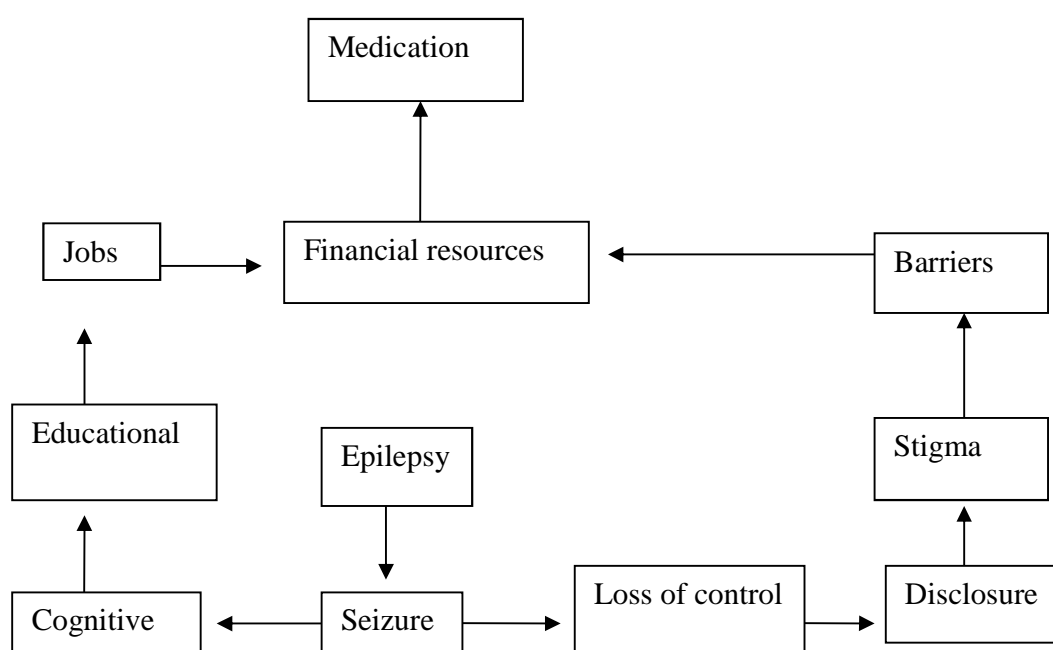 Medication
Jobs
Financial resources
Barriers
Educational
Epilepsy
Stigma
Cognitive
Seizure
Loss of control
Disclosure